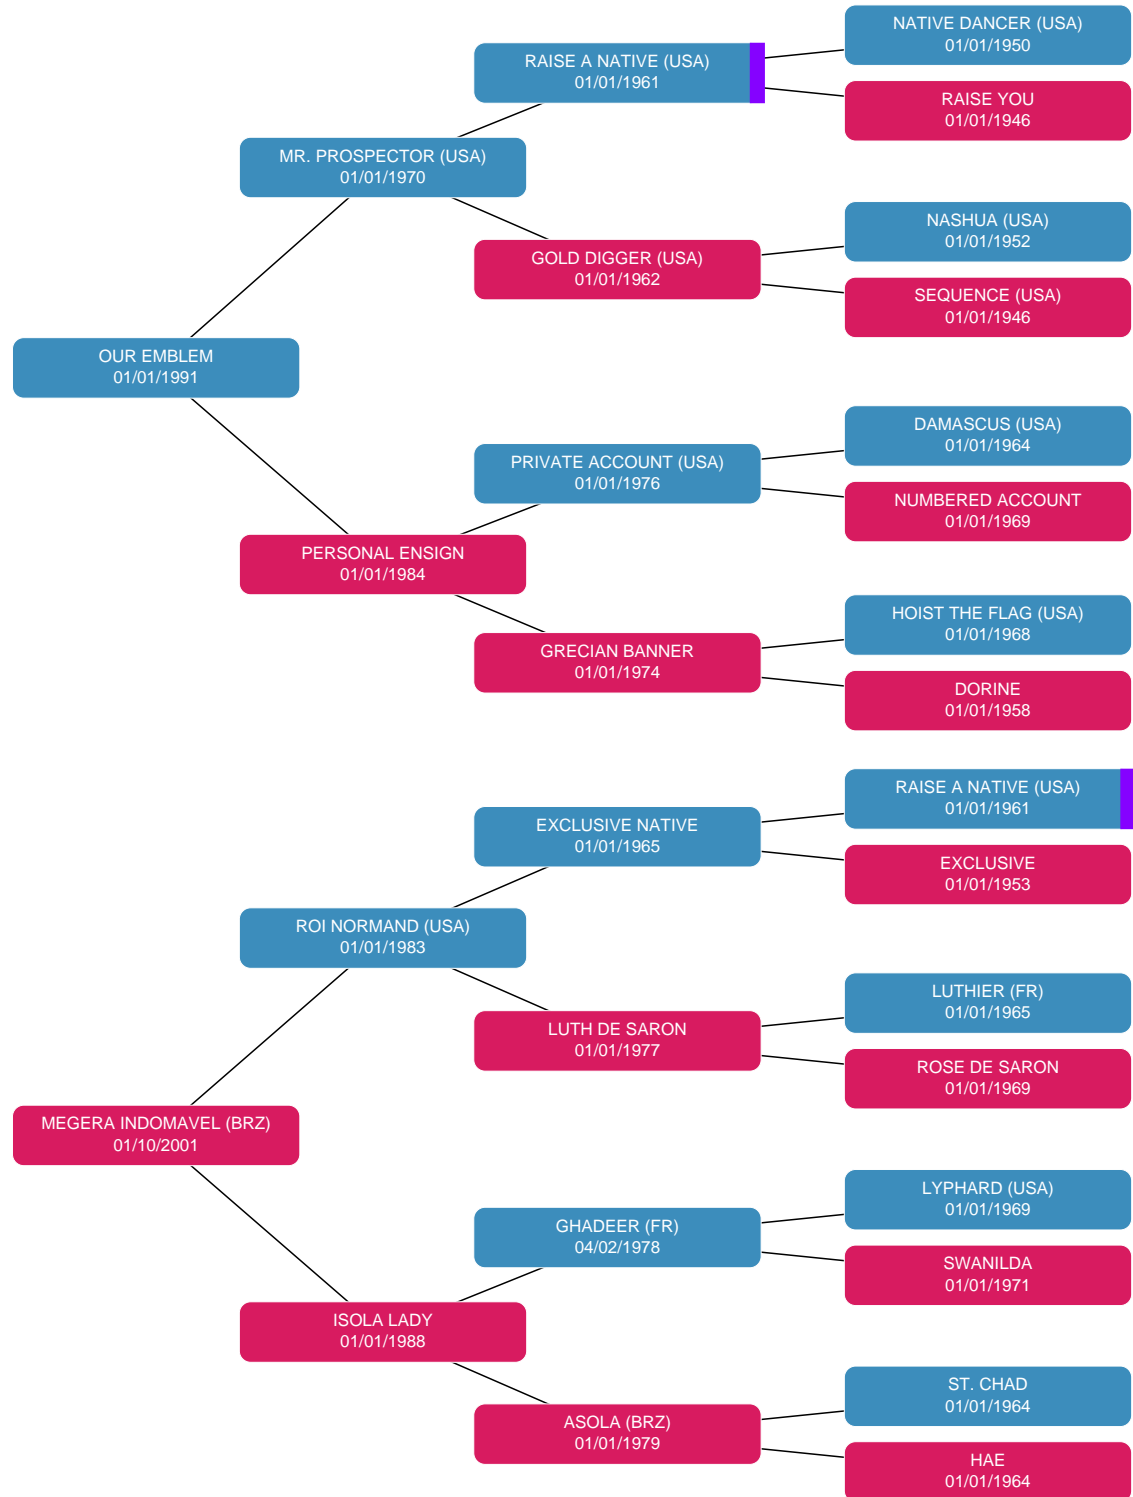 NATIVE DANCER (USA)
01/01/1950
RAISE A NATIVE (USA)
01/01/1961
RAISE YOU
01/01/1946
MR. PROSPECTOR (USA)
01/01/1970
NASHUA (USA)
01/01/1952
GOLD DIGGER (USA)
01/01/1962
SEQUENCE (USA)
01/01/1946
OUR EMBLEM
01/01/1991
DAMASCUS (USA)
01/01/1964
PRIVATE ACCOUNT (USA)
01/01/1976
NUMBERED ACCOUNT
01/01/1969
PERSONAL ENSIGN
01/01/1984
HOIST THE FLAG (USA)
01/01/1968
GRECIAN BANNER
01/01/1974
DORINE
01/01/1958
RAISE A NATIVE (USA)
01/01/1961
EXCLUSIVE NATIVE
01/01/1965
EXCLUSIVE
01/01/1953
ROI NORMAND (USA)
01/01/1983
LUTHIER (FR)
01/01/1965
LUTH DE SARON
01/01/1977
ROSE DE SARON
01/01/1969
MEGERA INDOMAVEL (BRZ)
01/10/2001
LYPHARD (USA)
01/01/1969
GHADEER (FR)
04/02/1978
SWANILDA
01/01/1971
ISOLA LADY
01/01/1988
ST. CHAD
01/01/1964
ASOLA (BRZ)
01/01/1979
HAE
01/01/1964